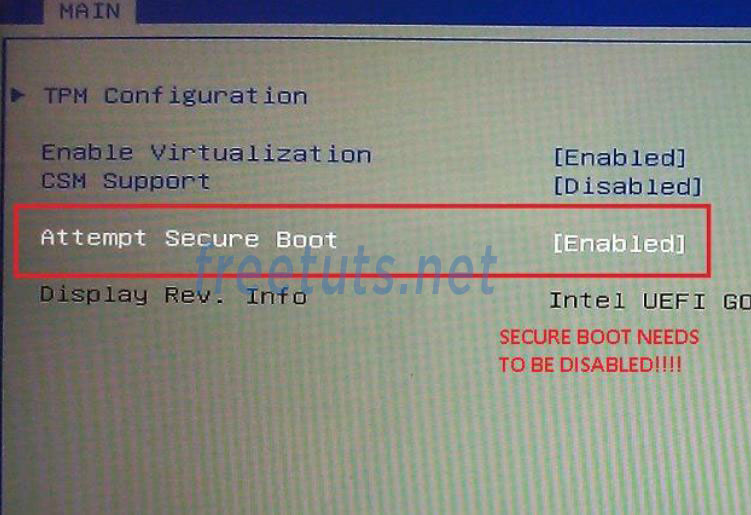 MAIN
TPM Configuration
Enable Virtualization [Enabled]
CSM Support [Disabled]
Attempt Secure Boot [Enabled]
freetuts.net
Display Rev. Info Intel UEFI GO
SECURE BOOT NEEDS
TO BE DISABLED!!!!